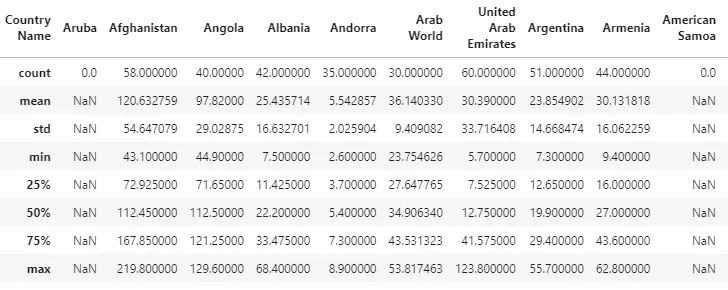 Country Name Aruba Afghanistan Angola Albania Andorra Arab World United Arab Emirates Argentina Armenia American Samoa
count 0.0 58.000000 40.00000 42.000000 35.000000 30.000000 60.000000 51.000000 44.000000 0.0
mean NaN 120.632759 97.82000 25.435714 5.542857 36.140330 30.390000 23.854902 30.131818 NaN
std NaN 54.647079 29.02875 16.632701 2.025904 9.409082 33.716408 14.668474 16.062259 NaN
min NaN 43.100000 44.90000 7.500000 2.600000 23.754626 5.700000 7.300000 9.400000 NaN
25% NaN 72.925000 71.65000 11.425000 3.700000 27.647765 7.525000 12.650000 16.000000 NaN
50% NaN 112.450000 112.50000 22.200000 5.400000 34.906340 12.750000 19.900000 27.000000 NaN
75% NaN 167.850000 121.25000 33.475000 7.300000 43.531323 41.575000 29.400000 43.600000 NaN
max NaN 219.800000 129.60000 68.400000 8.900000 53.817463 123.800000 55.700000 62.800000 NaN